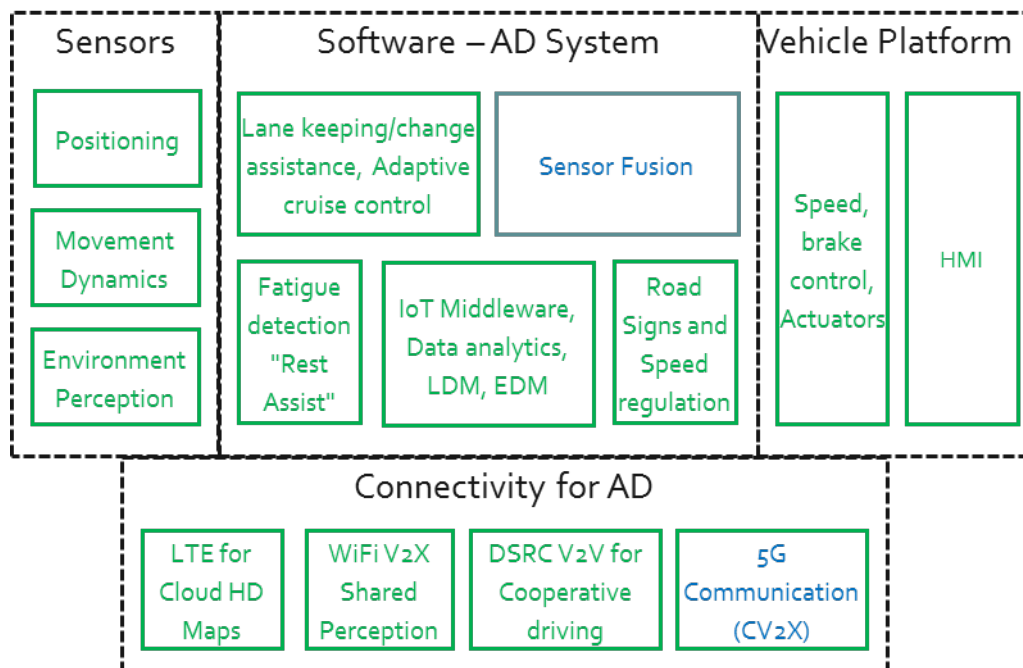 Sensors
Positioning
Movement
Dynamics
Environment
Perception
Software – AD System
Lane keeping/change
assistance, Adaptive
cruise control
Sensor Fusion
Fatigue
detection
"Rest
Assist"
IoT Middleware,
Data analytics,
LDM, EDM
Road
Signs and
Speed
regulation
Vehicle Platform
Speed,
brake
control,
Actuators
HMI
Connectivity for AD
LTE for
Cloud HD
Maps
WiFi V2X
Shared
Perception
DSRC V2V for
Cooperative
driving
5G
Communication
(CV2X)